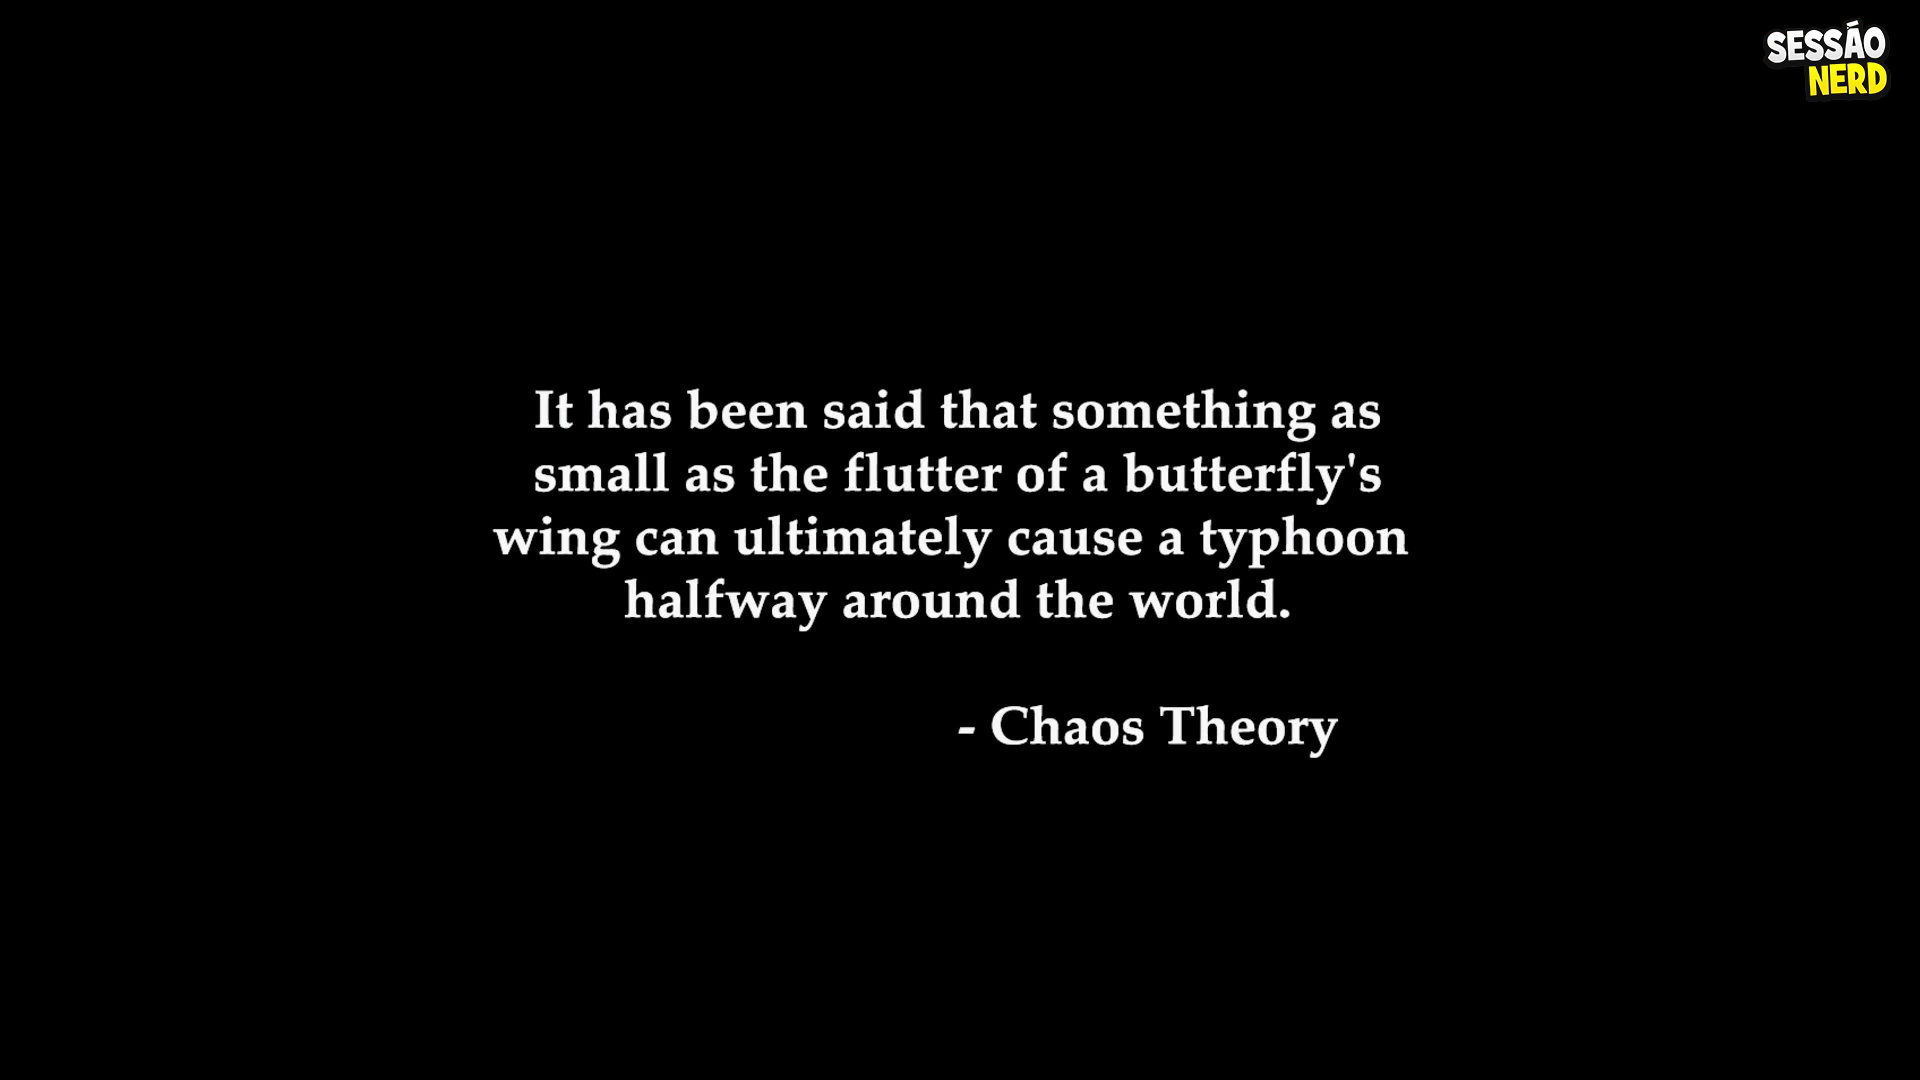 SESSÃO
NERD
It has been said that something as
small as the flutter of a butterfly's
wing can ultimately cause a typhoon
halfway around the world.
- Chaos Theory